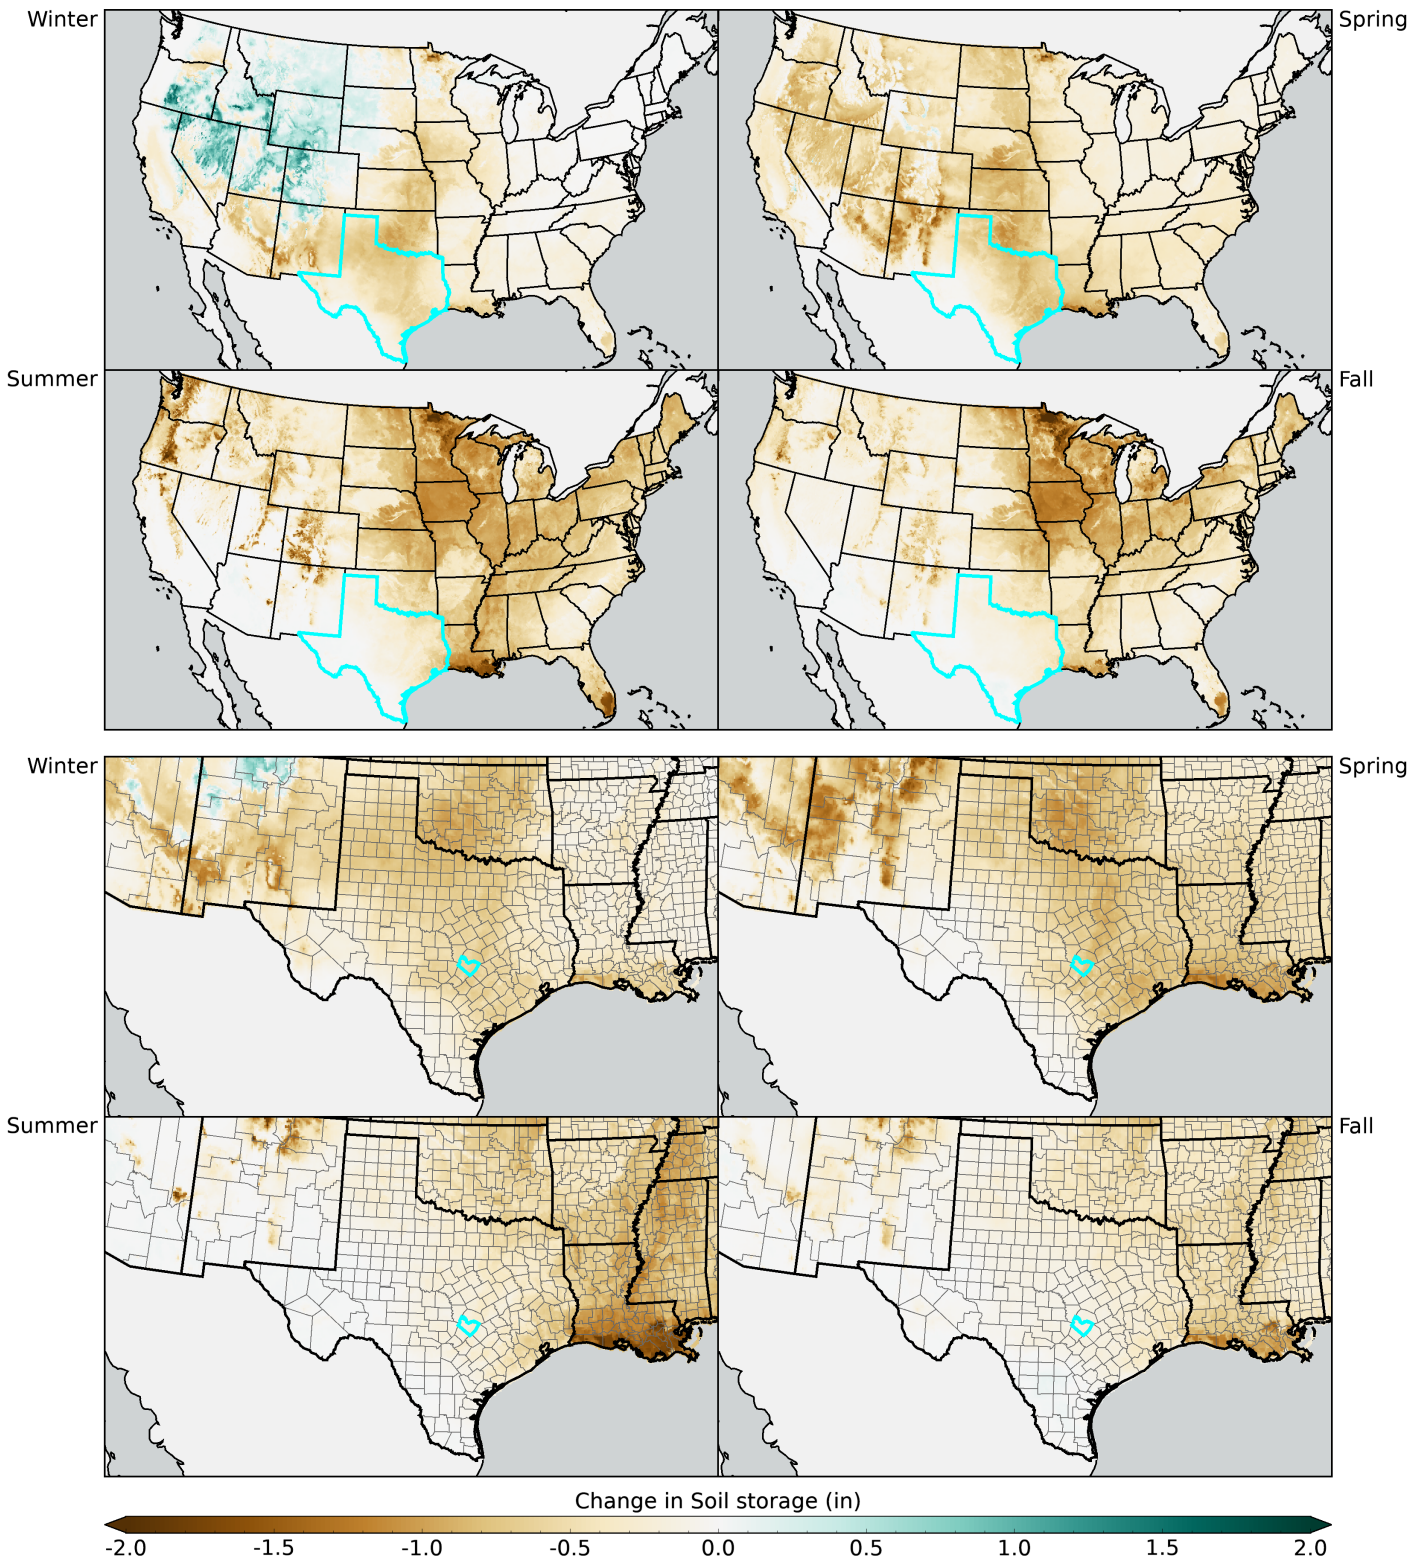 Winter
Spring
Summer
Fall
Winter
Spring
Summer
Fall
Change in Soil storage (in)
-2.0 -1.5 -1.0 -0.5 0.0 0.5 1.0 1.5 2.0